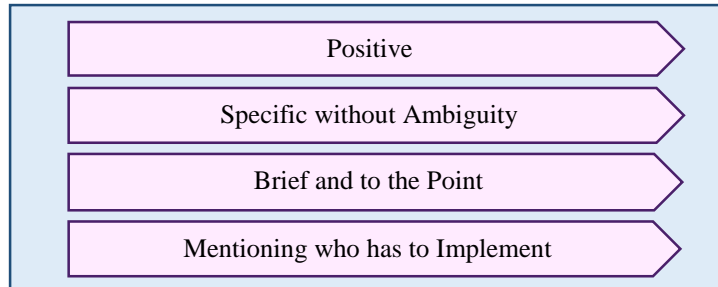 Positive
Specific without Ambiguity
Brief and to the Point
Mentioning who has to Implement